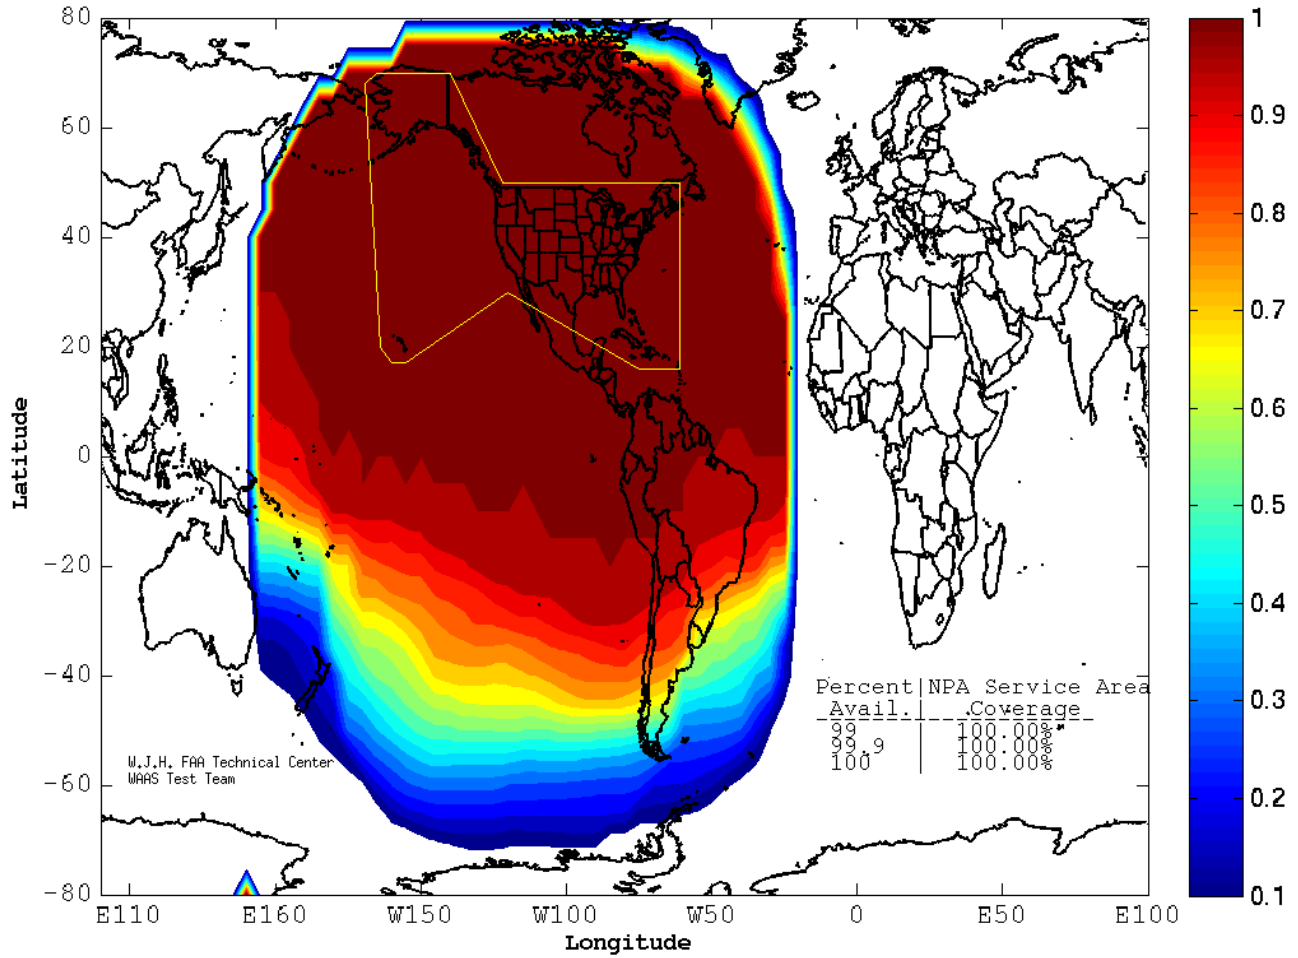 80
60
40
20
0
-20
-40
-60
-80
Latitude
E110 E160 W150 W100 W50 0 E50 E100
Longitude
W.J.H. FAA Technical Center
WAAS Test Team
Percent|NPA Service Area
Avail.| Coverage
99 | 100.00%
99.9 | 100.00%
100 | 100.00%
1
0.9
0.8
0.7
0.6
0.5
0.4
0.3
0.2
0.1